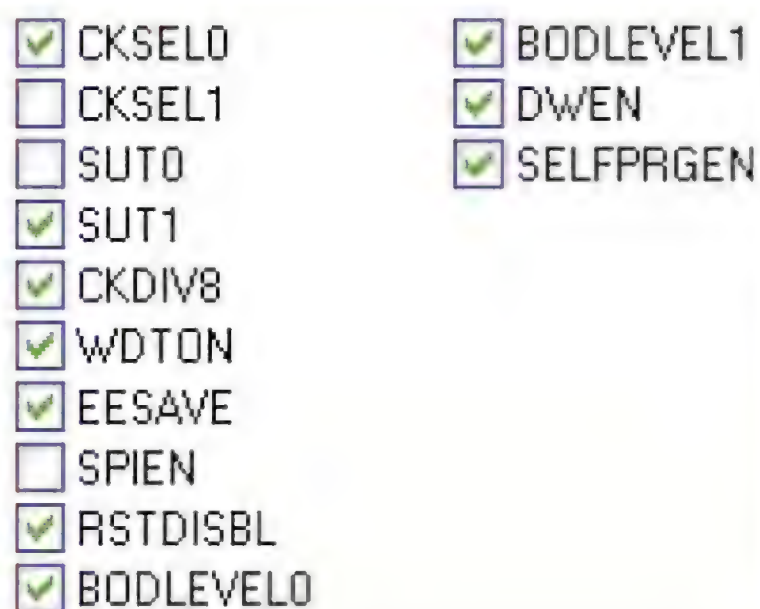 CKSEL0
CKSEL1
SUT0
SUT1
CKDIV8
WDTON
EESAVE
SPIEN
RSTDISBL
BODLEVEL0
BODLEVEL1
DWEN
SELFPRGEN